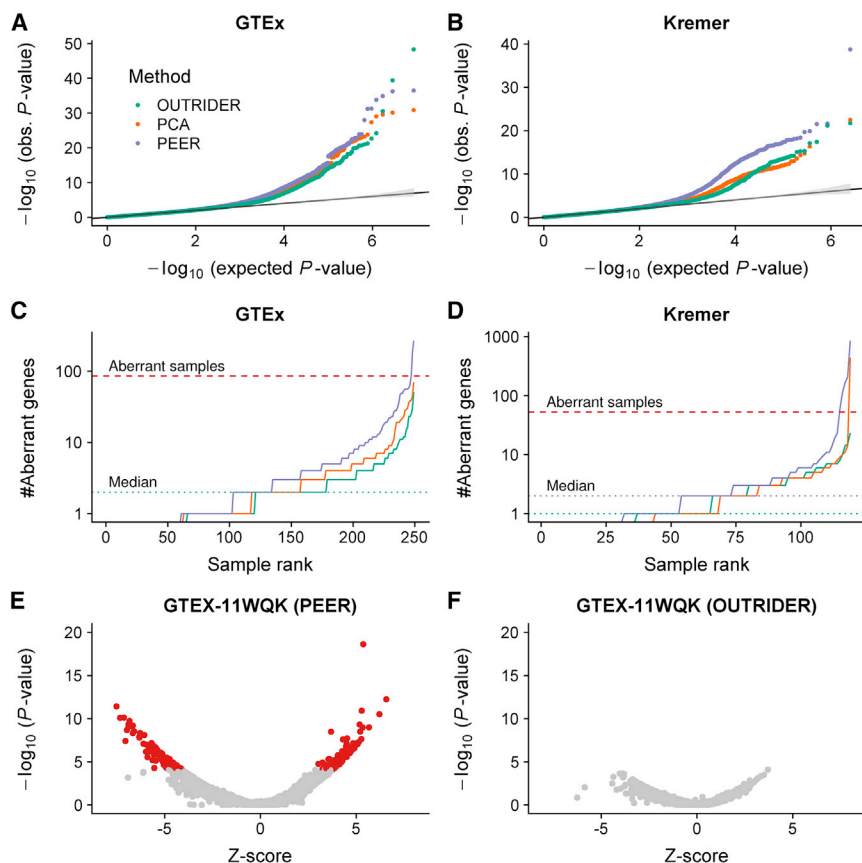 A
GTEx
50
40
30
20
10
0
−log10 (obs. P-value)
Method
OUTRIDER
PCA
PEER
0
2
4
6
−log10 (expected P-value)
B
Kremer
40
30
20
10
0
−log10 (obs. P-value)
0
2
4
6
−log10 (expected P-value)
C
GTEx
100
10
1
#Aberrant genes
Aberrant samples
Median
0
50
100
150
200
250
Sample rank
D
Kremer
1000
100
10
1
#Aberrant genes
Aberrant samples
Median
0
25
50
75
100
Sample rank
E
GTEX-11WQK (PEER)
20
15
10
5
0
−log10 (P-value)
-5
0
5
Z-score
F
GTEX-11WQK (OUTRIDER)
20
15
10
5
0
−log10 (P-value)
-5
0
5
Z-score